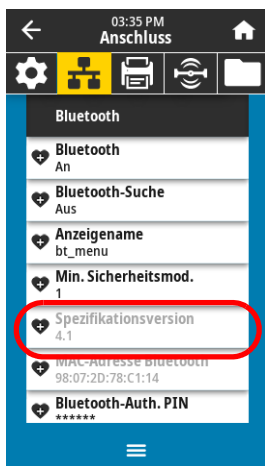 03:35 PM
Anschluss
Bluetooth
Bluetooth
An
Bluetooth-Suche
Aus
Anzeigename
bt_menu
Min. Sicherheitsmod.
1
Spezifikationsversion
4.1
MAC-Adresse Bluetooth
98:07:2D:78:C1:14
Bluetooth-Auth. PIN
******